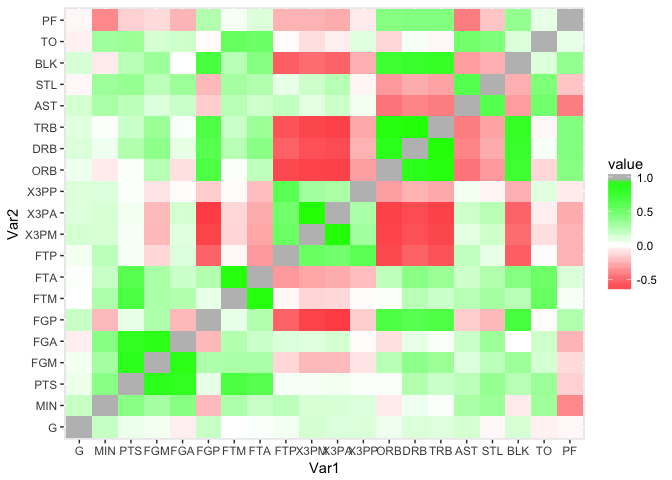 PF
TO
BLK
STL
AST
TRB
DRB
ORB
X3PP
X3PA
X3PM
FTP
FTA
FTM
FGP
FGA
FGM
PTS
MIN
G
Var2
G MIN PTS FGM FGA FGP FTM FTA FTP X3PM X3PA X3PP ORB DRB TRB AST STL BLK TO PF
Var1
value
1.0
0.5
0.0
-0.5